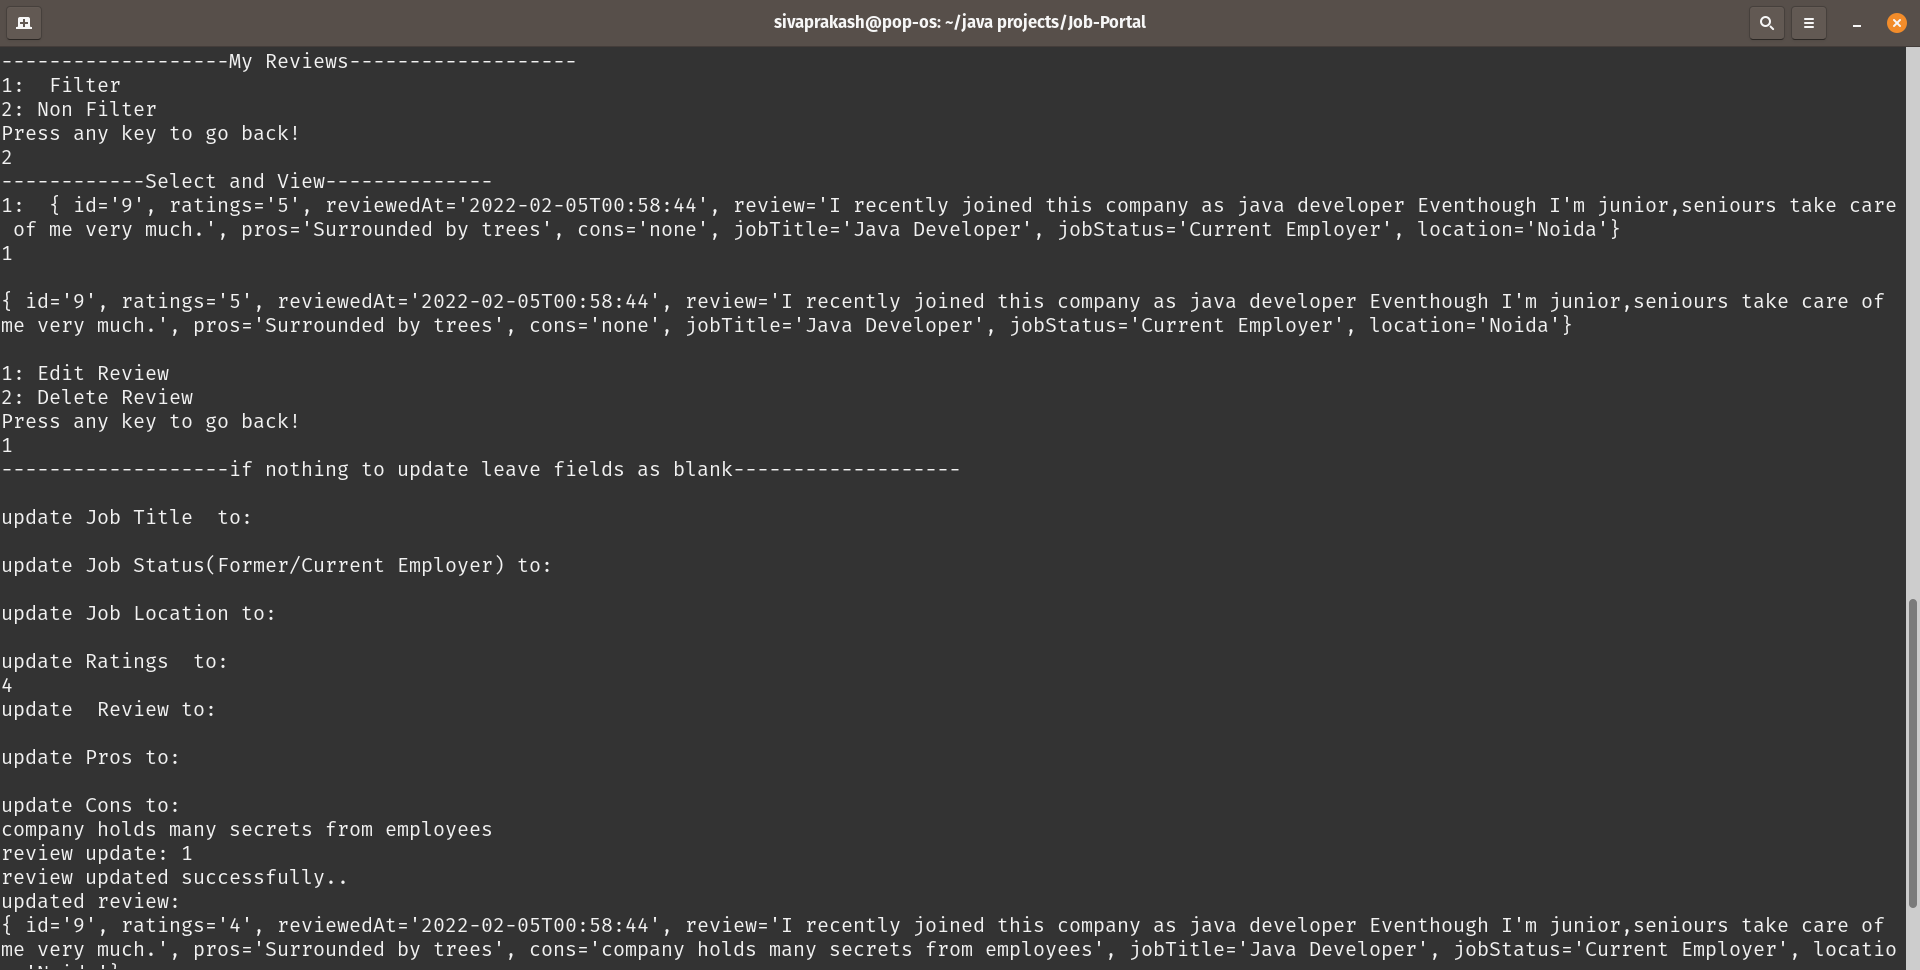 sivaprakash@pop-os: ~/java projects/Job-Portal
-------------------My Reviews-------------------
1:  Filter
2: Non Filter
Press any key to go back!
2
------------Select and View--------------
1:  { id='9', ratings='5', reviewedAt='2022-02-05T00:58:44', review='I recently joined this company as java developer Eventhough I'm junior,seniours take care
 of me very much.', pros='Surrounded by trees', cons='none', jobTitle='Java Developer', jobStatus='Current Employer', location='Noida'}
1
{ id='9', ratings='5', reviewedAt='2022-02-05T00:58:44', review='I recently joined this company as java developer Eventhough I'm junior,seniours take care of
me very much.', pros='Surrounded by trees', cons='none', jobTitle='Java Developer', jobStatus='Current Employer', location='Noida'}
1: Edit Review
2: Delete Review
Press any key to go back!
1
-------------------if nothing to update leave fields as blank-------------------
update Job Title  to:
update Job Status(Former/Current Employer) to:
update Job Location to:
update Ratings  to:
4
update  Review to:
update Pros to:
update Cons to:
company holds many secrets from employees
review update: 1
review updated successfully..
updated review:
{ id='9', ratings='4', reviewedAt='2022-02-05T00:58:44', review='I recently joined this company as java developer Eventhough I'm junior,seniours take care of
me very much.', pros='Surrounded by trees', cons='company holds many secrets from employees', jobTitle='Java Developer', jobStatus='Current Employer', locatio